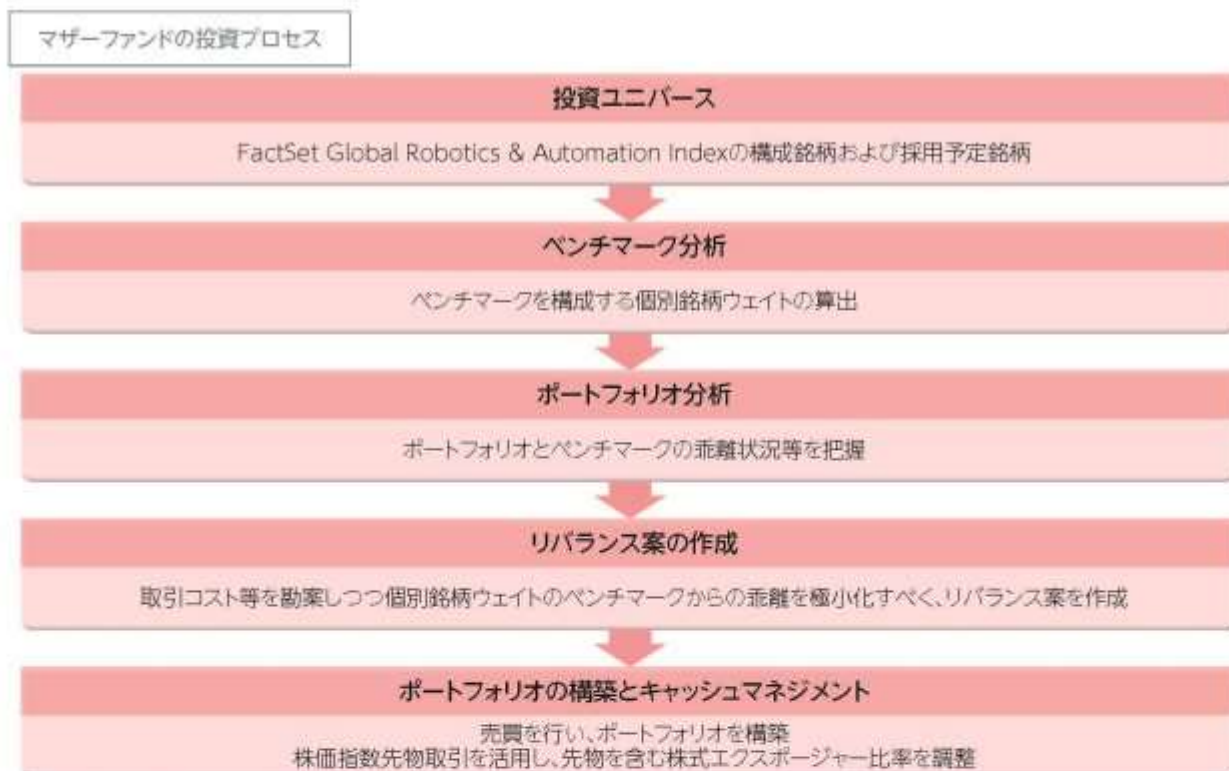 マザーファンドの投資プロセス
投資ユニバース
FactSet Global Robotics & Automation Indexの構成銘柄および採用予定銘柄
ベンチマーク分析
ベンチマークを構成する個別銘柄ウェイトの算出
ポートフォリオ分析
ポートフォリオとベンチマークの乖離状況等を把握
リバランス案の作成
取引コスト等を勘案しつつ個別銘柄ウェイトのベンチマークからの乖離を極小化すべく、リバランス案を作成
ポートフォリオの構築とキャッシュマネジメント
売買を行い、ポートフォリオを構築
株価指数先物取引を活用し、先物を含む株式エクスポージャー比率を調整